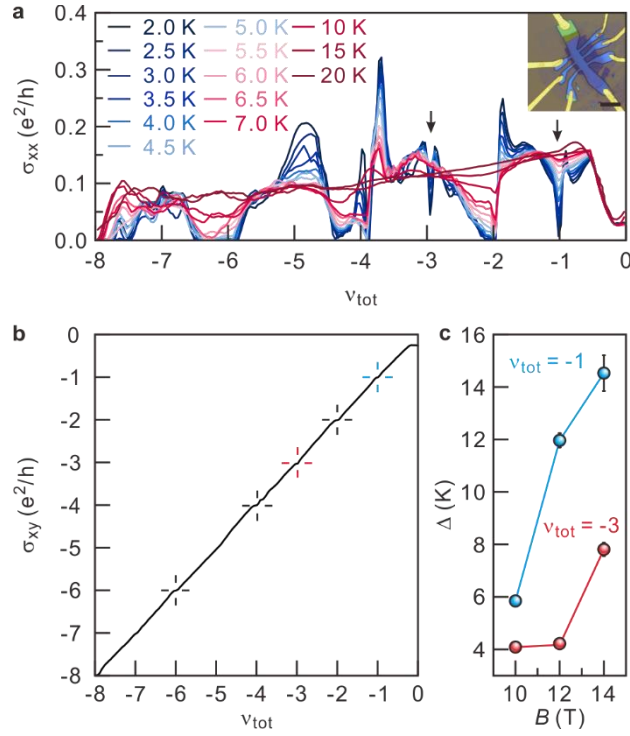 a
2.0 K 5.0 K 10 K
2.5 K 5.5 K 15 K
3.0 K 6.0 K 20 K
3.5 K 6.5 K
4.0 K 7.0 K
4.5 K
σxx (e²/h)
0.4
0.3
0.2
0.1
0.0
-8 -7 -6 -5 -4 -3 -2 -1 0
νtot
b
σxy (e²/h)
0
-1
-2
-3
-4
-5
-6
-7
-8
-8 -7 -6 -5 -4 -3 -2 -1 0
νtot
c
Δ (K)
16
14
12
10
8
6
4
νtot = -1
νtot = -3
10 12 14
B (T)